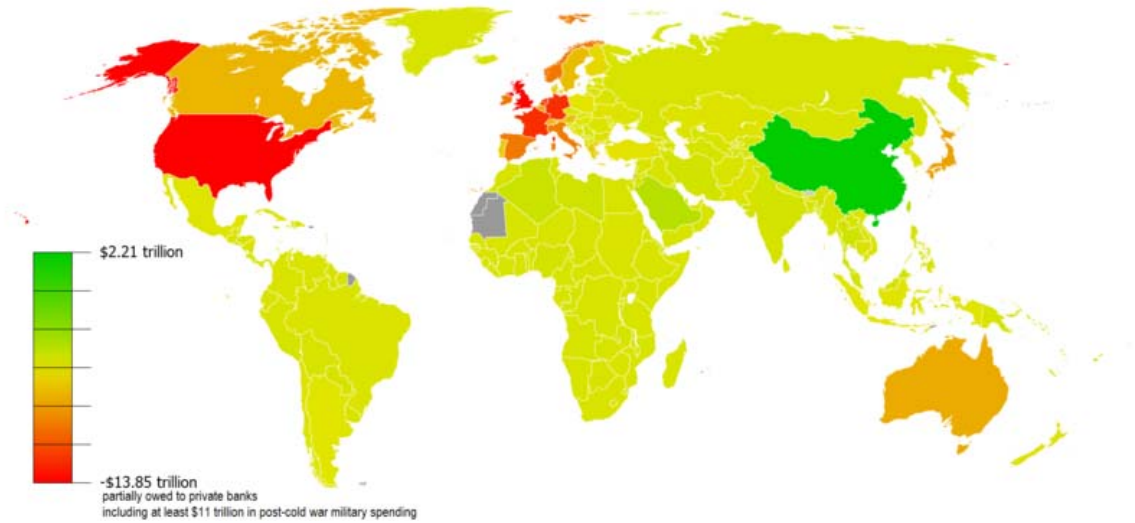 $2.21 trillion
-$13.85 trillion
partially owed to private banks
including at least $11 trillion in post-cold war military spending